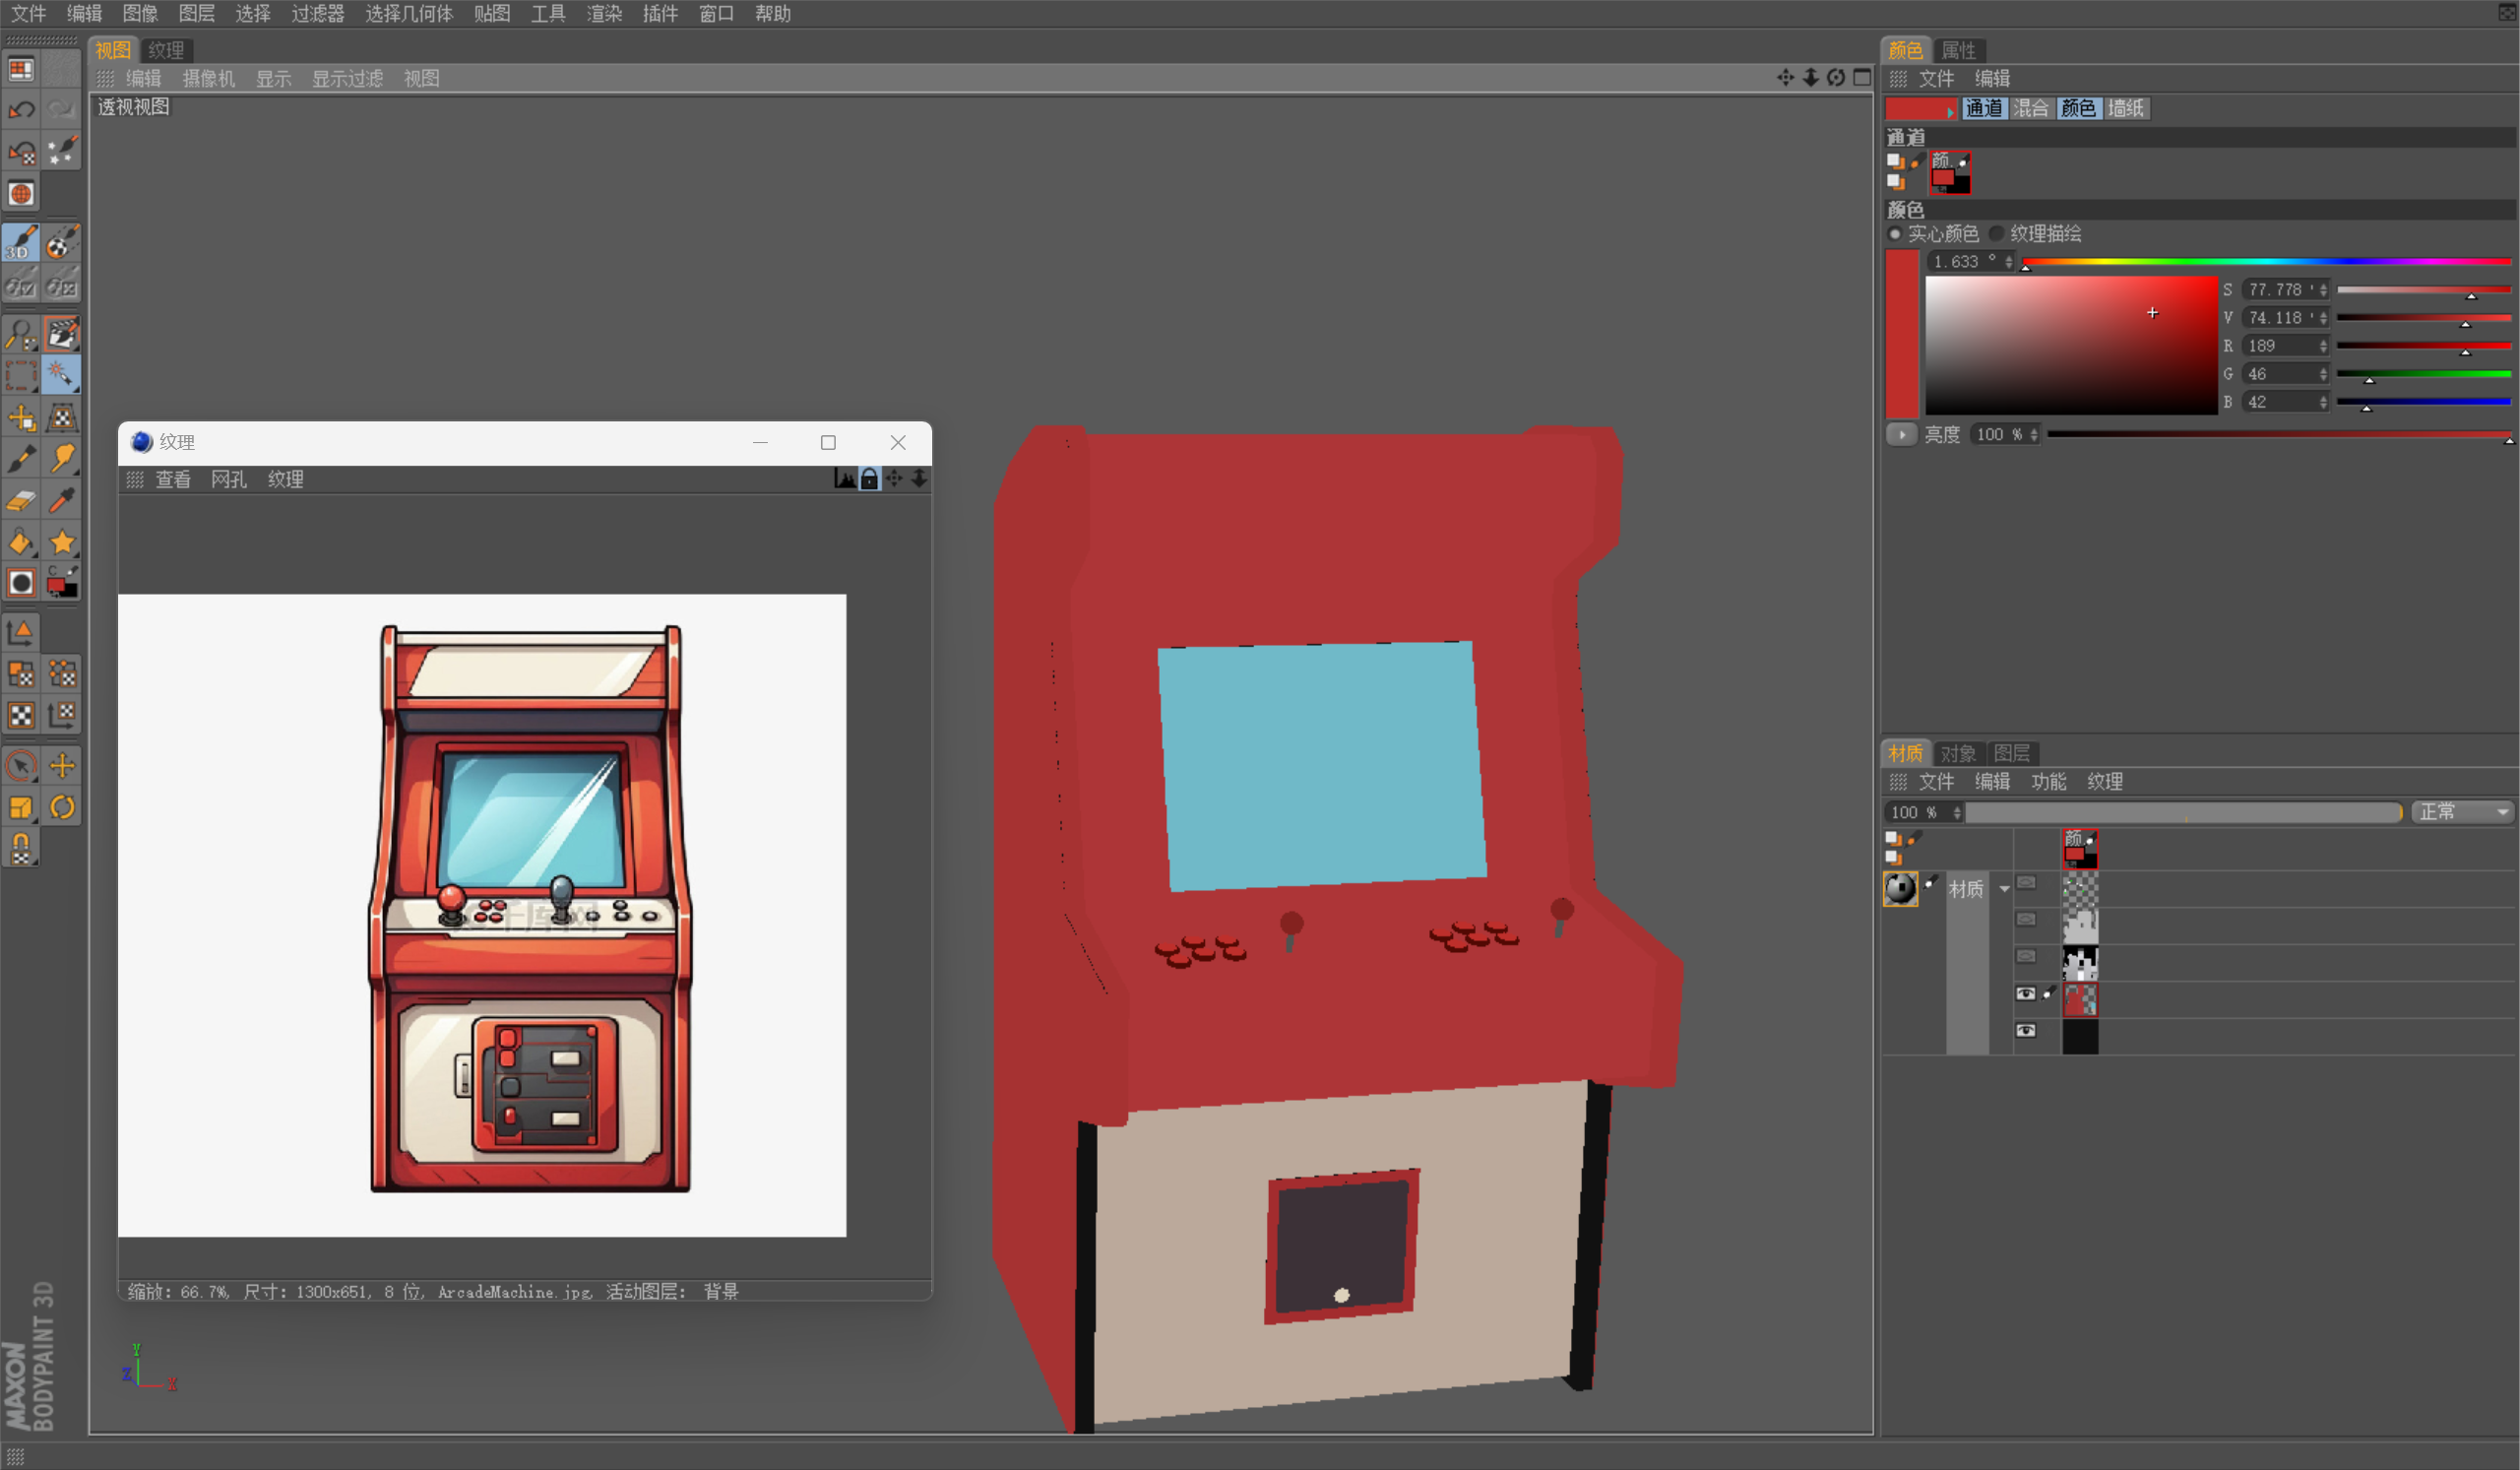 文件 编辑 图像 图层 选择 过滤器 选择几何体 贴图 工具 渲染 插件 窗口 帮助
视图 纹理
编辑 摄像机 显示 显示过滤 视图
透视视图
3D
C
纹理
查看 网孔 纹理
千库网
缩放: 66.7%, 尺寸: 1300x651, 8 位, ArcadeMachine.jpg, 活动图层: 背景
Y
Z
X
MAXON
BODYPAINT 3D
颜色 属性
文件 编辑
通道 混合 颜色 墙纸
通道
颜.
颜色
实心颜色 纹理描绘
1.633 °
S 77.778 '
V 74.118 '
R 189
G 46
B 42
亮度 100 %
材质 对象 图层
文件 编辑 功能 纹理
100 % 正常
颜.
材质